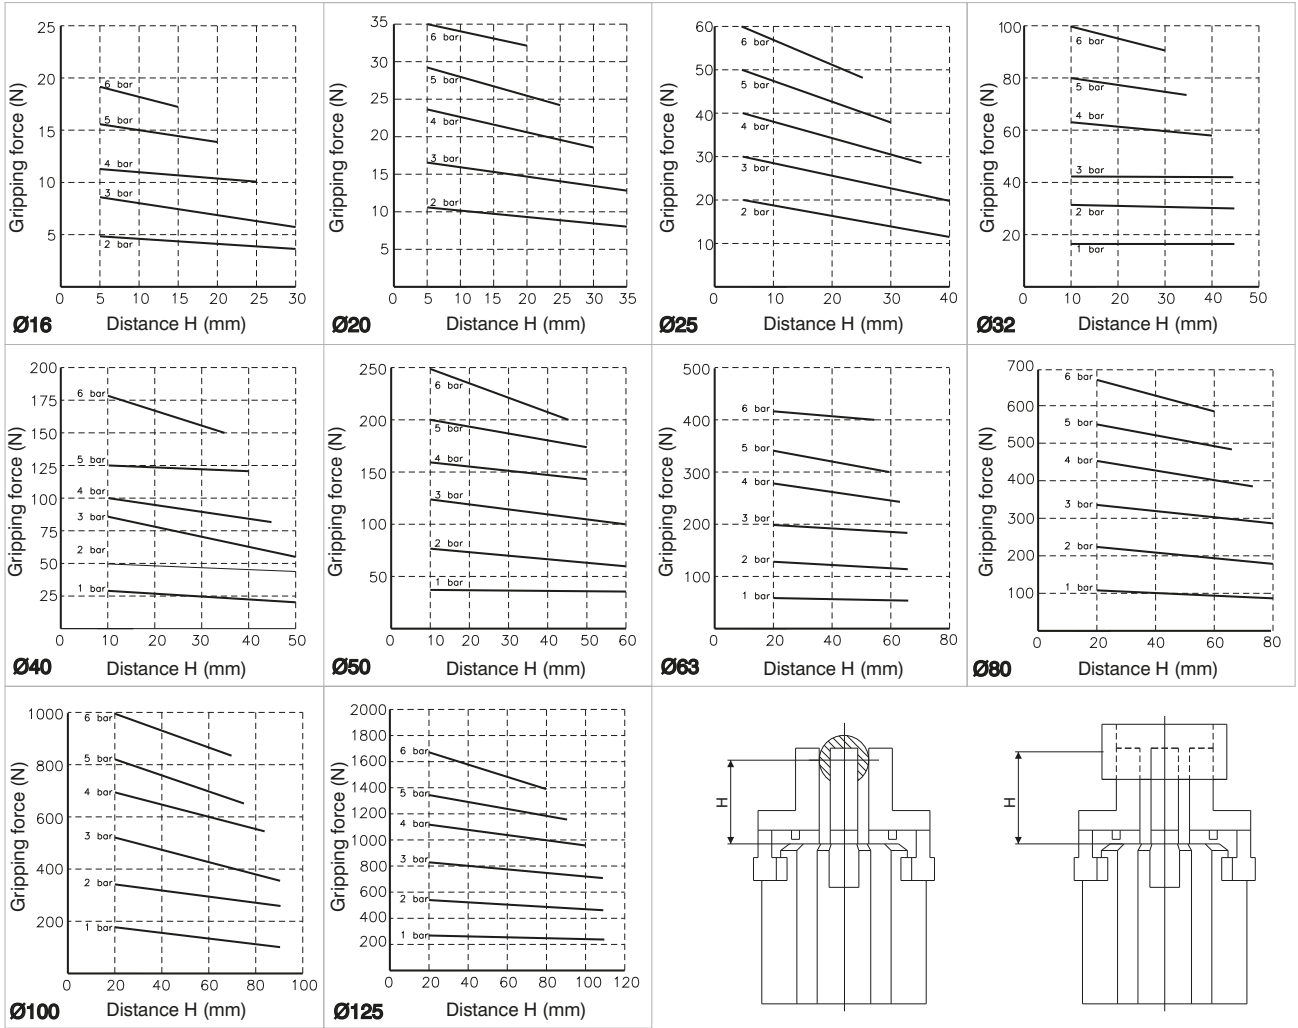 25
20
15
10
5
0 5 10 15 20 25 30
6 bar
5 bar
4 bar
3 bar
2 bar
Gripping force (N)
Ø16 Distance H (mm)
35
30
25
20
15
10
5
0 5 10 15 20 25 30 35
6 bar
5 bar
4 bar
3 bar
2 bar
Gripping force (N)
Ø20 Distance H (mm)
60
50
40
30
20
10
0 10 20 30 40
6 bar
5 bar
4 bar
3 bar
2 bar
Gripping force (N)
Ø25 Distance H (mm)
100
80
60
40
20
0 10 20 30 40 50
6 bar
5 bar
4 bar
3 bar
2 bar
1 bar
Gripping force (N)
Ø32 Distance H (mm)
200
175
150
125
100
75
50
25
0 10 20 30 40 50
6 bar
5 bar
4 bar
3 bar
2 bar
1 bar
Gripping force (N)
Ø40 Distance H (mm)
250
200
150
100
50
0 10 20 30 40 50 60
6 bar
5 bar
4 bar
3 bar
2 bar
1 bar
Gripping force (N)
Ø50 Distance H (mm)
500
400
300
200
100
0 20 40 60 80
6 bar
5 bar
4 bar
3 bar
2 bar
1 bar
Gripping force (N)
Ø63 Distance H (mm)
700
600
500
400
300
200
100
0 20 40 60 80
6 bar
5 bar
4 bar
3 bar
2 bar
1 bar
Gripping force (N)
Ø80 Distance H (mm)
1000
800
600
400
200
0 20 40 60 80 100
6 bar
5 bar
4 bar
3 bar
2 bar
1 bar
Gripping force (N)
Ø100 Distance H (mm)
2000
1800
1600
1400
1200
1000
800
600
400
200
0 20 40 60 80 100 120
6 bar
5 bar
4 bar
3 bar
2 bar
1 bar
Gripping force (N)
Ø125 Distance H (mm)
H
H